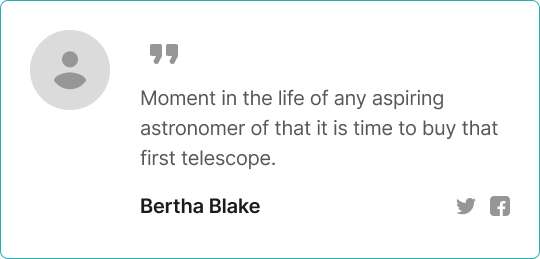 Moment in the life of any aspiring
astronomer of that it is time to buy that
first telescope.
Bertha Blake